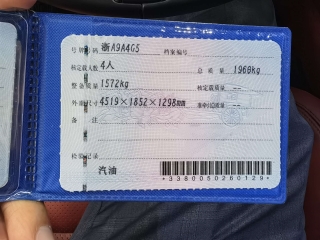 号牌号码 浙A9A4G5 档案编号
核定载人数 4人 总质量 1966kg
整备质量 1572kg 核定载质量 --
外廓尺寸 4519×1852×1298mm 准牵引总质量 --
备注
检验记录
汽油
*3380050260129*